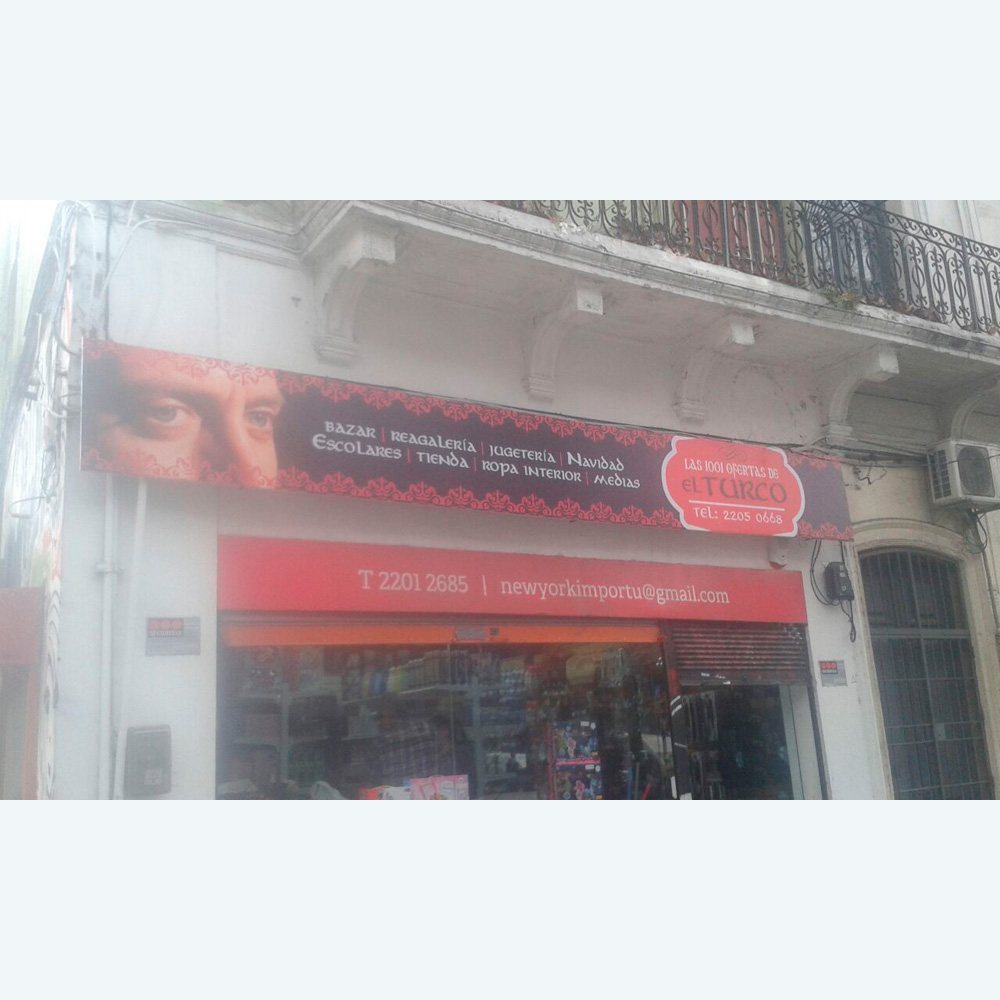 BAZAR | REAGALERÍA | JUGETERÍA | NAVIDAD
ESCOLARES | TIENDA | ROPA INTERIOR | MEDIAS
LAS 1001 OFERTAS DE
EL TURCO
TEL: 2205 0668
T 2201 2685 | newyorkimportu@gmail.com